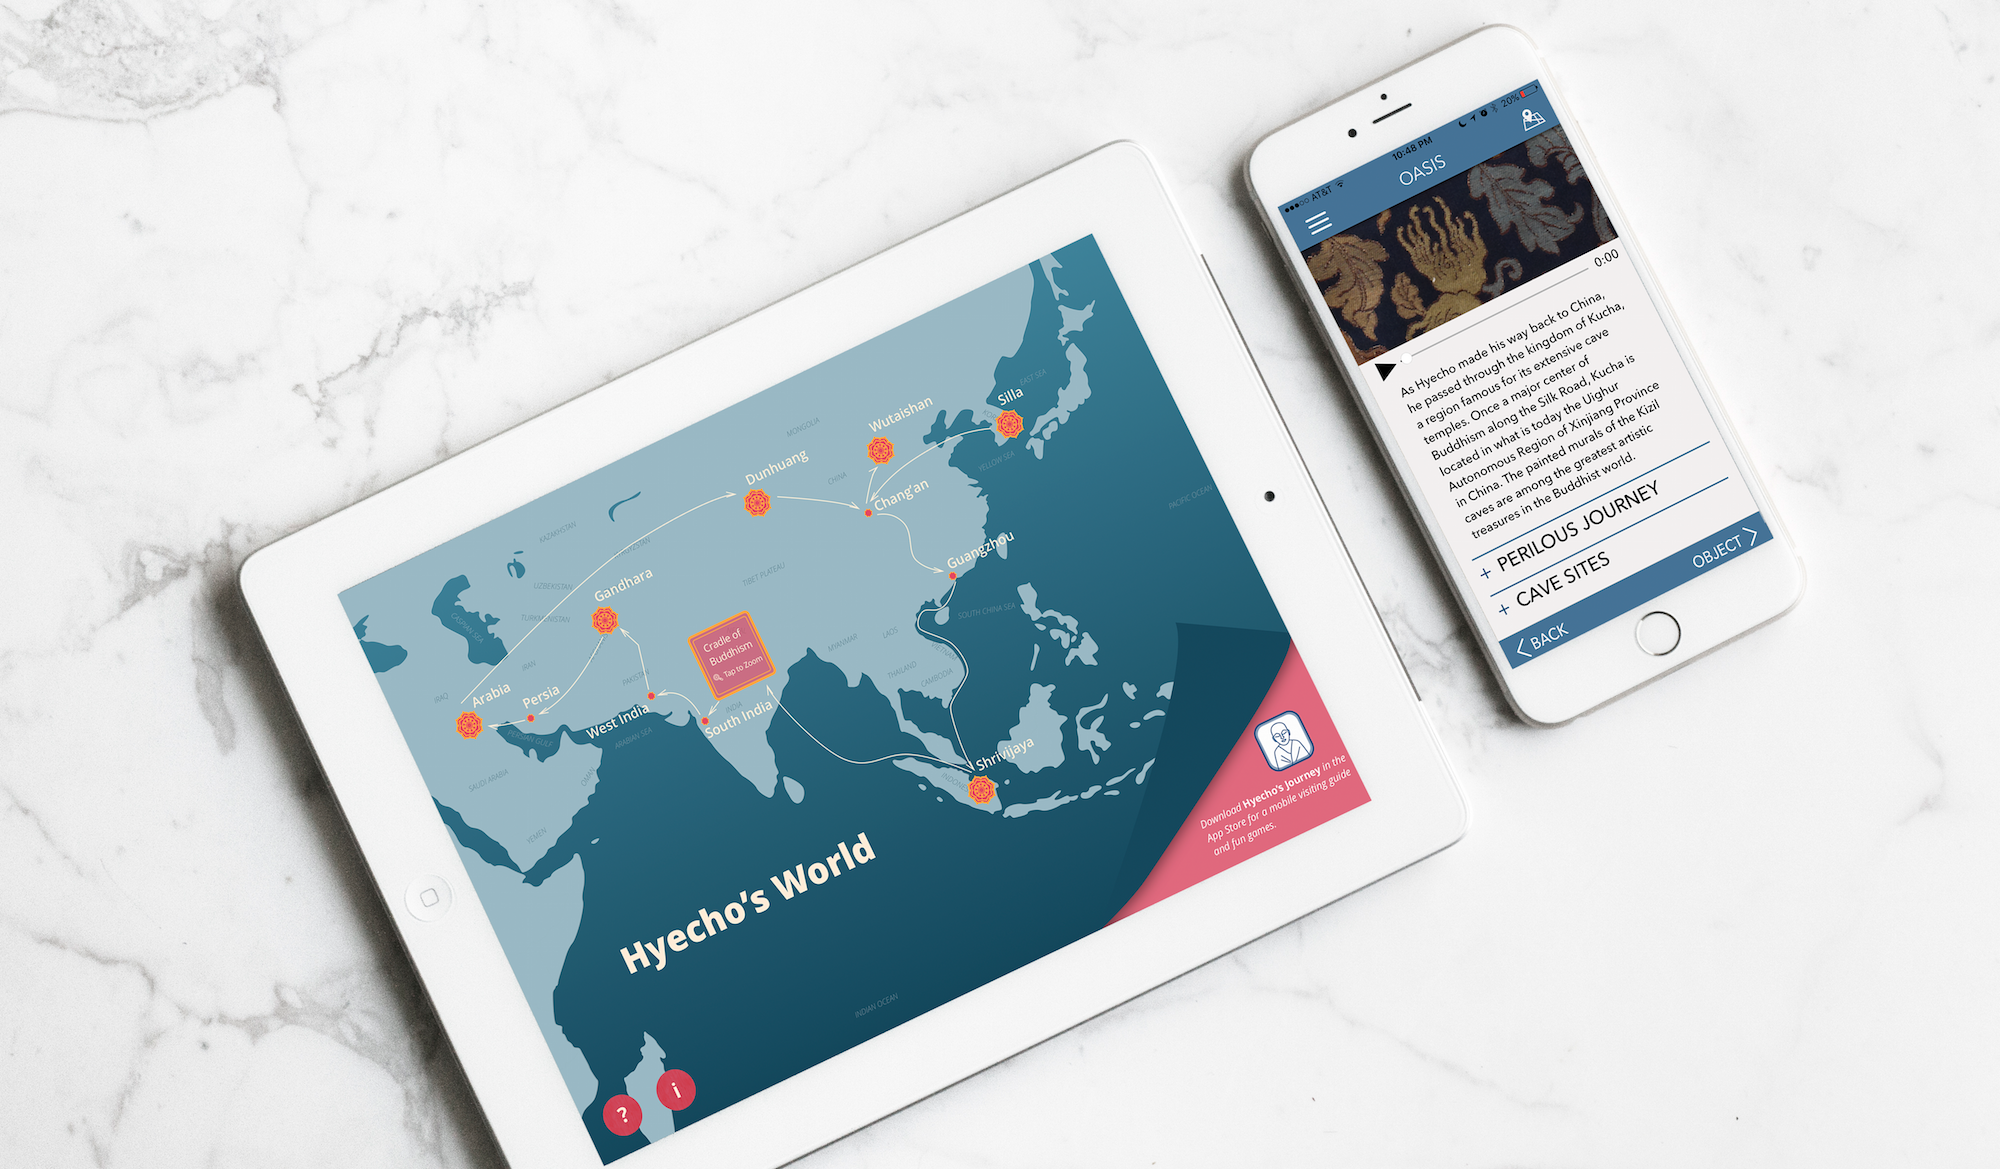 EAST SEA
Silla
Wutaishan
MONGOLIA
YELLOW SEA
Dunhuang
CHINA
Chang'an
PACIFIC OCEAN
KAZAKHSTAN
Guangzhou
UZBEKISTAN
TIBET PLATEAU
Gandhara
TURKMENISTAN
SOUTH CHINA SEA
CASPIAN SEA
Cradle of
Buddhism
Tap to Zoom
MYANMAR
LAOS
VIETNAM
THAILAND
CAMBODIA
IRAN
IRAQ
Arabia
Persia
PAKISTAN
West India
INDIA
South India
PERSIAN GULF
ARABIAN SEA
SAUDI ARABIA
OMAN
YEMEN
Shrivijaya
Hyecho's World
INDIAN OCEAN
Download Hyecho's Journey in the
App Store for a mobile visiting guide
and fun games.
?
i
AT&T
10:48 PM
20%
OASIS
0:00
As Hyecho made his way back to China,
he passed through the kingdom of Kucha,
a region famous for its extensive cave
temples. Once a major center of
Buddhism along the Silk Road, Kucha is
located in what is today the Uighur
Autonomous Region of Xinjiang Province
in China. The painted murals of the Kizil
caves are among the greatest artistic
treasures in the Buddhist world.
+ PERILOUS JOURNEY
+ CAVE SITES
BACK
OBJECT